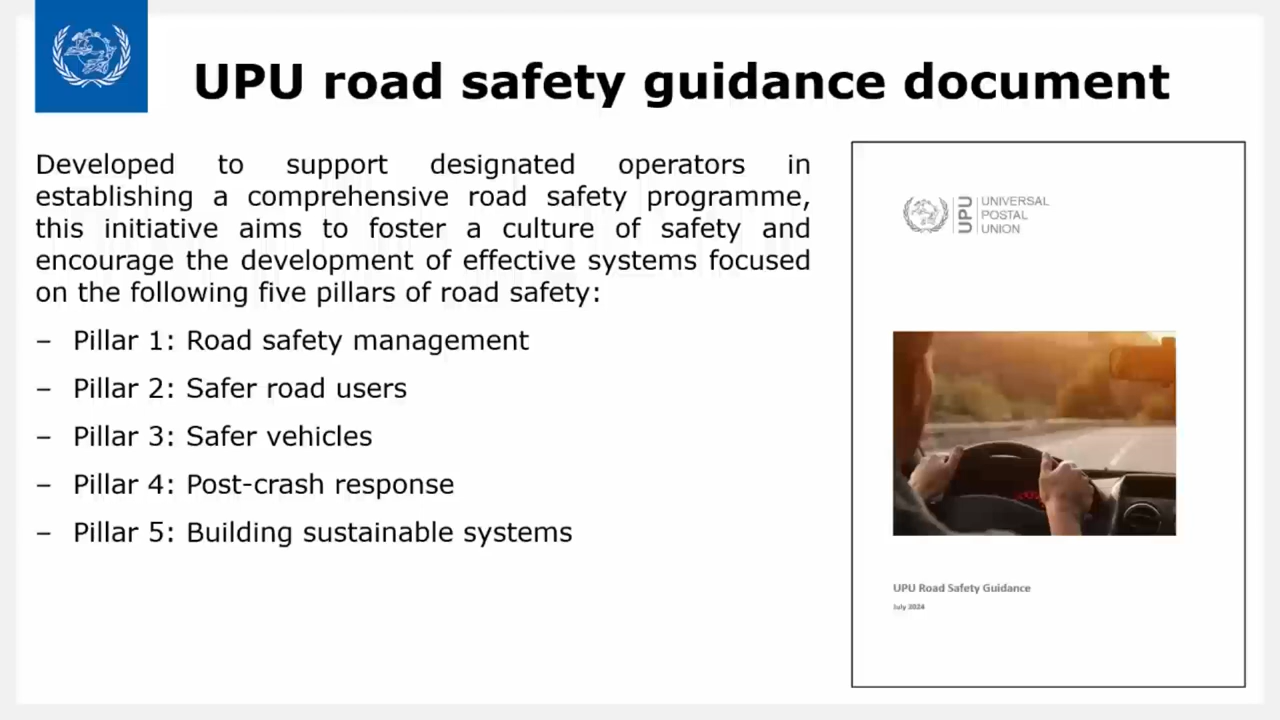 UPU road safety guidance document
Developed to support designated operators in
establishing a comprehensive road safety programme,
this initiative aims to foster a culture of safety and
encourage the development of effective systems focused
on the following five pillars of road safety:
– Pillar 1: Road safety management
– Pillar 2: Safer road users
– Pillar 3: Safer vehicles
– Pillar 4: Post-crash response
– Pillar 5: Building sustainable systems
UPU
UNIVERSAL
POSTAL
UNION
UPU Road Safety Guidance
July 2024